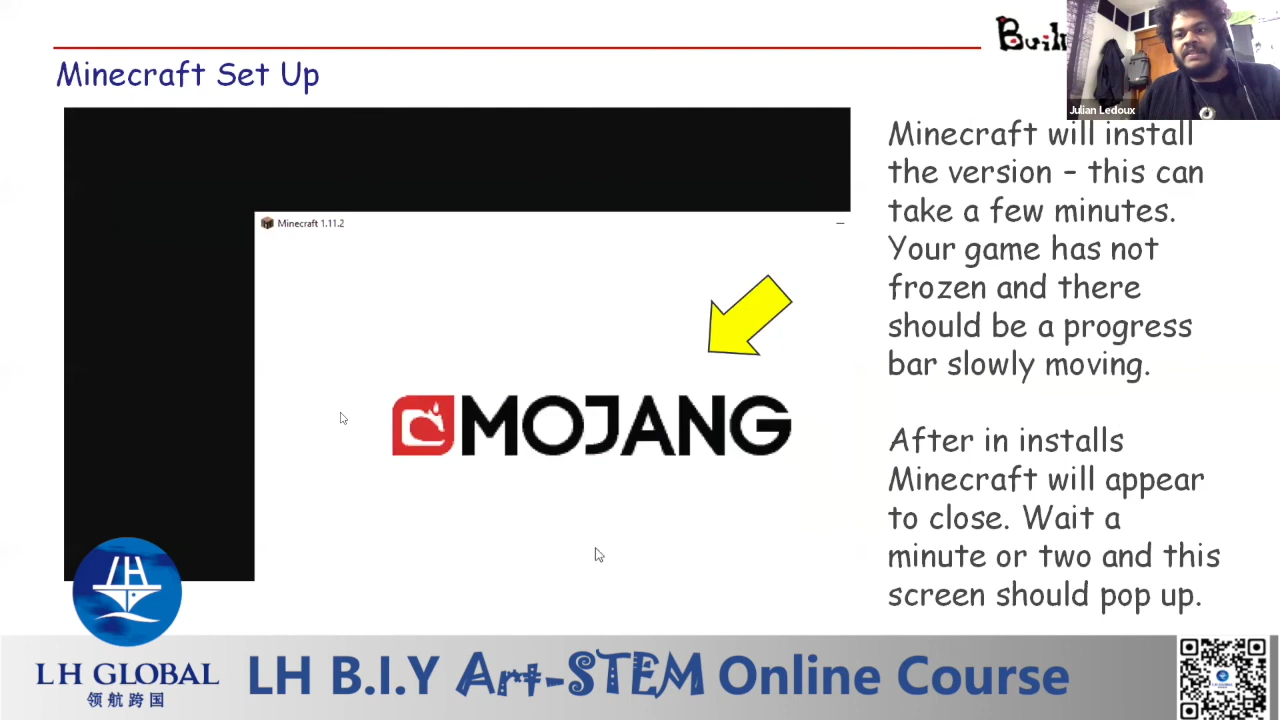 Minecraft Set Up
Julian Ledoux
Minecraft 1.11.2
MOJANG
Minecraft will install
the version – this can
take a few minutes.
Your game has not
frozen and there
should be a progress
bar slowly moving.
After in installs
Minecraft will appear
to close. Wait a
minute or two and this
screen should pop up.
LH
LH GLOBAL
领航跨国
LH B.I.Y Art-STEM Online Course